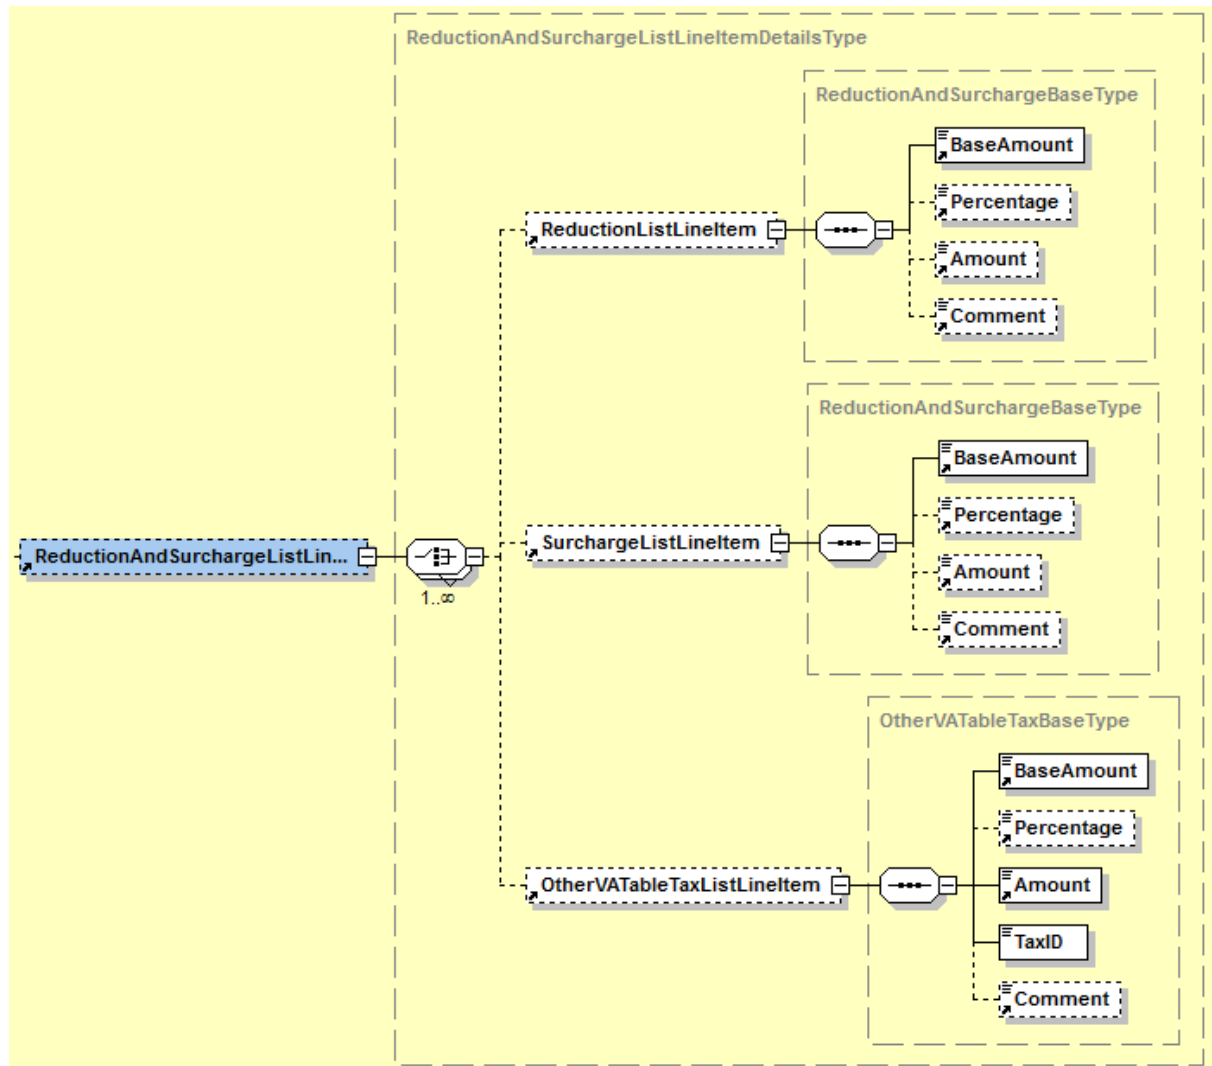 ReductionAndSurchargeListLineItemDetailsType
ReductionAndSurchargeBaseType
BaseAmount
Percentage
ReductionListLineItem
Amount
Comment
ReductionAndSurchargeBaseType
BaseAmount
Percentage
SurchargeListLineItem
ReductionAndSurchargeListLin...
Amount
1..∞
Comment
OtherVATableTaxBaseType
BaseAmount
Percentage
OtherVATableTaxListLineItem
Amount
TaxID
Comment